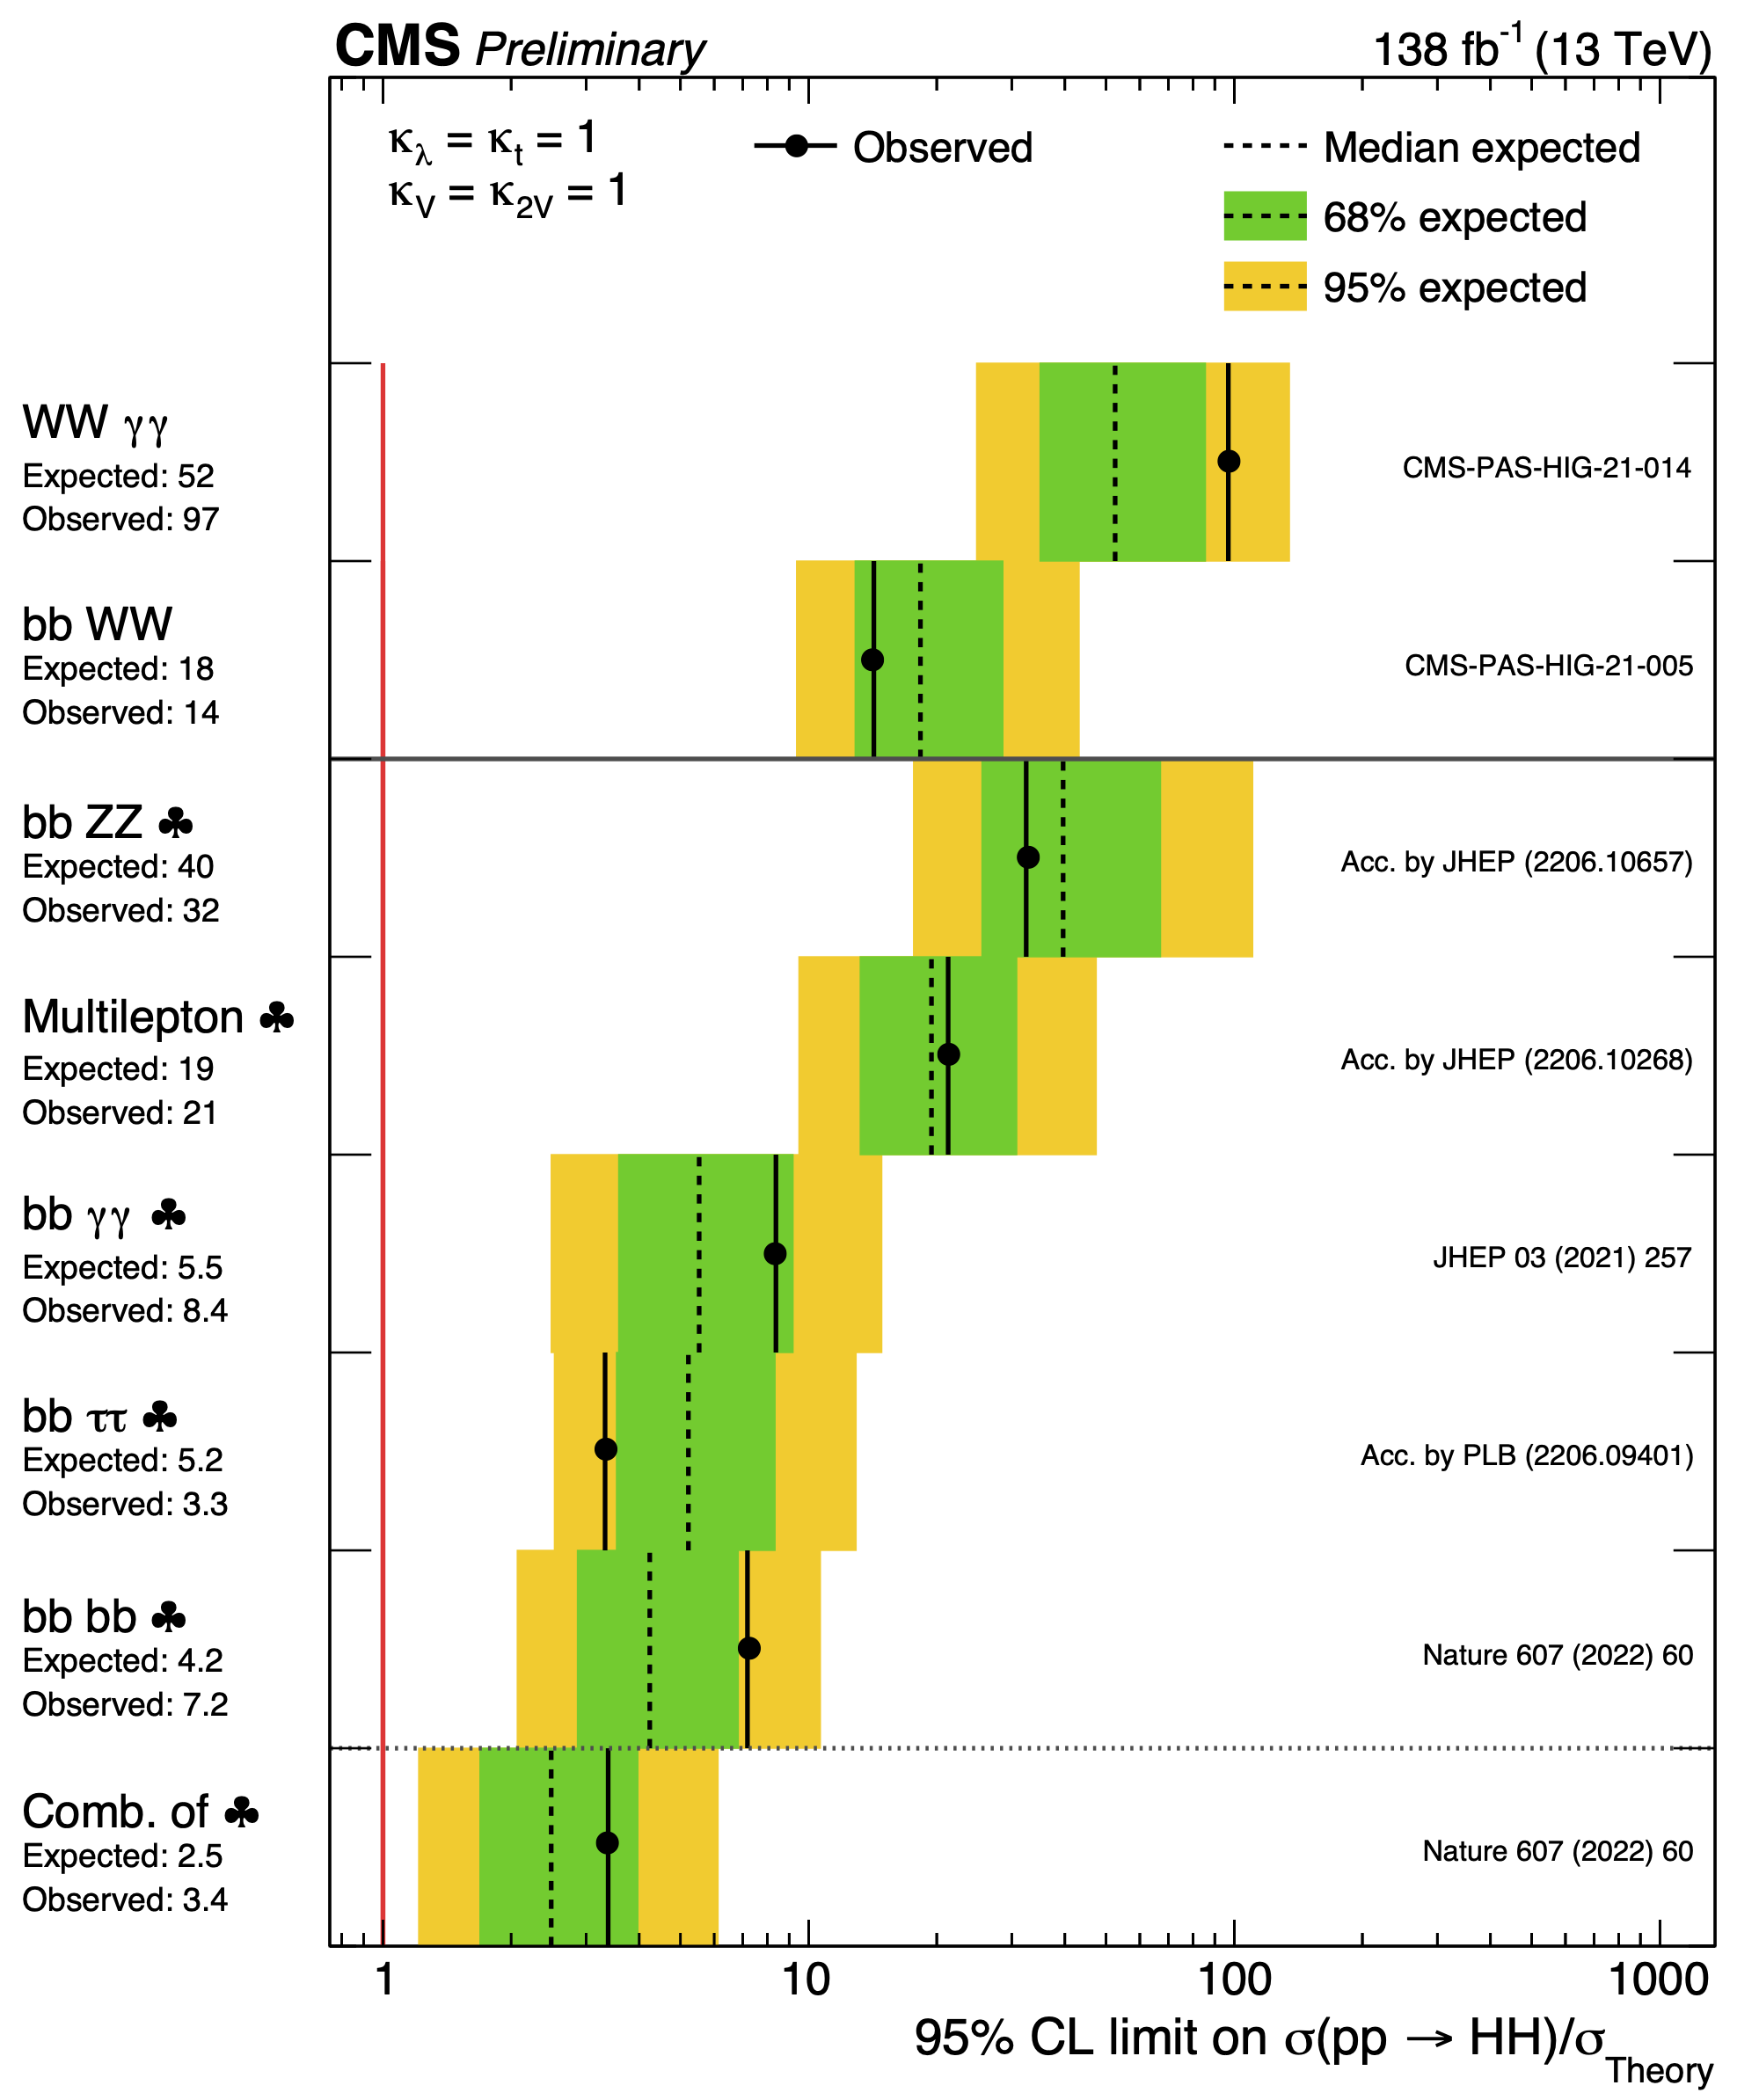 CMS Preliminary 138 fb⁻¹ (13 TeV)
κ_λ = κ_t = 1
κ_V = κ_2V = 1
Observed
Median expected
68% expected
95% expected
WW γγ
Expected: 52
Observed: 97
CMS-PAS-HIG-21-014
bb WW
Expected: 18
Observed: 14
CMS-PAS-HIG-21-005
bb ZZ ♣
Expected: 40
Observed: 32
Acc. by JHEP (2206.10657)
Multilepton ♣
Expected: 19
Observed: 21
Acc. by JHEP (2206.10268)
bb γγ ♣
Expected: 5.5
Observed: 8.4
JHEP 03 (2021) 257
bb ττ ♣
Expected: 5.2
Observed: 3.3
Acc. by PLB (2206.09401)
bb bb ♣
Expected: 4.2
Observed: 7.2
Nature 607 (2022) 60
Comb. of ♣
Expected: 2.5
Observed: 3.4
Nature 607 (2022) 60
1 10 100 1000
95% CL limit on σ(pp → HH)/σ_Theory